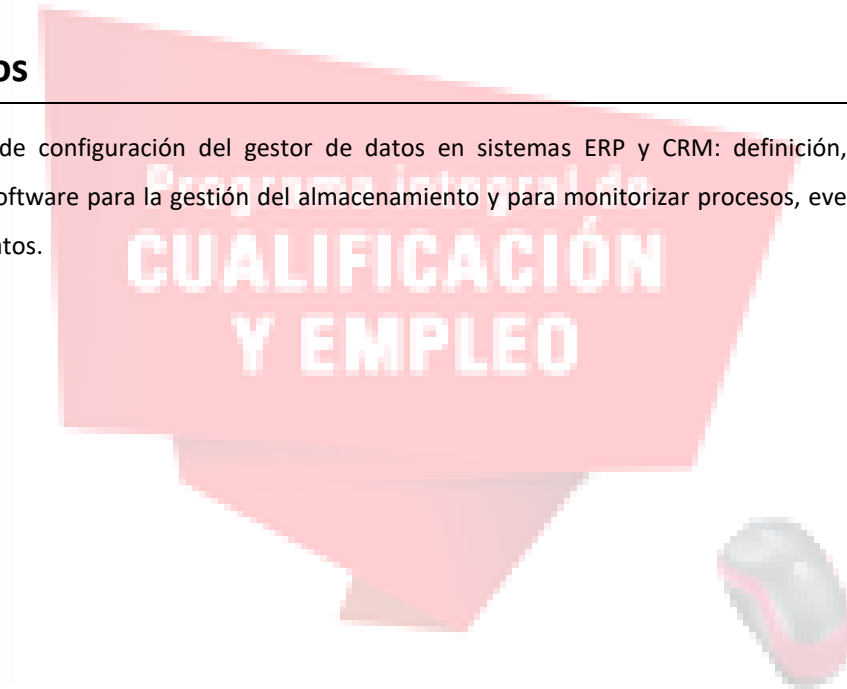 os
de configuración del gestor de datos en sistemas ERP y CRM: definición,
Programa integral de
oftware para la gestión del almacenamiento y para monitorizar procesos, eve
CUALIFICACIÓN
tos.
Y EMPLEO